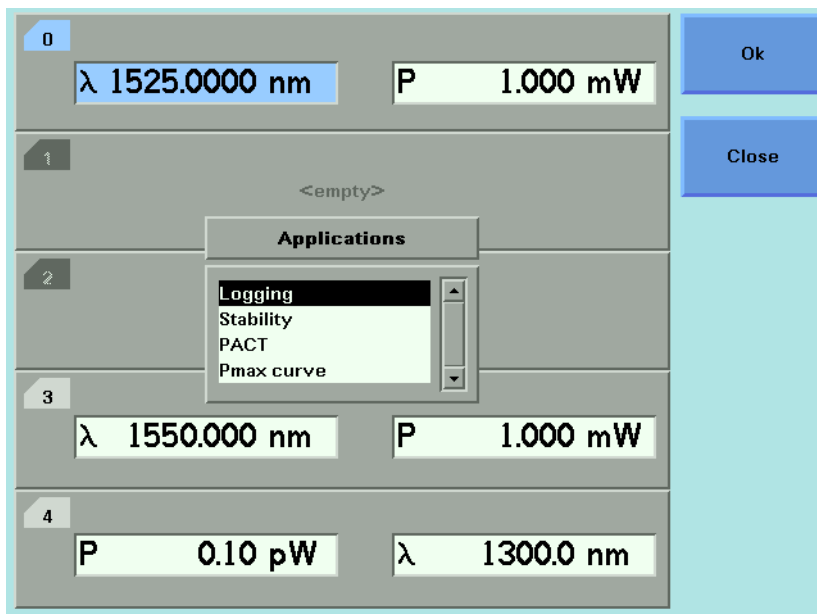 0
λ 1525.0000 nm P 1.000 mW
Ok
1
<empty>
Close
Applications
2
Logging
Stability
PACT
Pmax curve
3
λ 1550.000 nm P 1.000 mW
4
P 0.10 pW λ 1300.0 nm